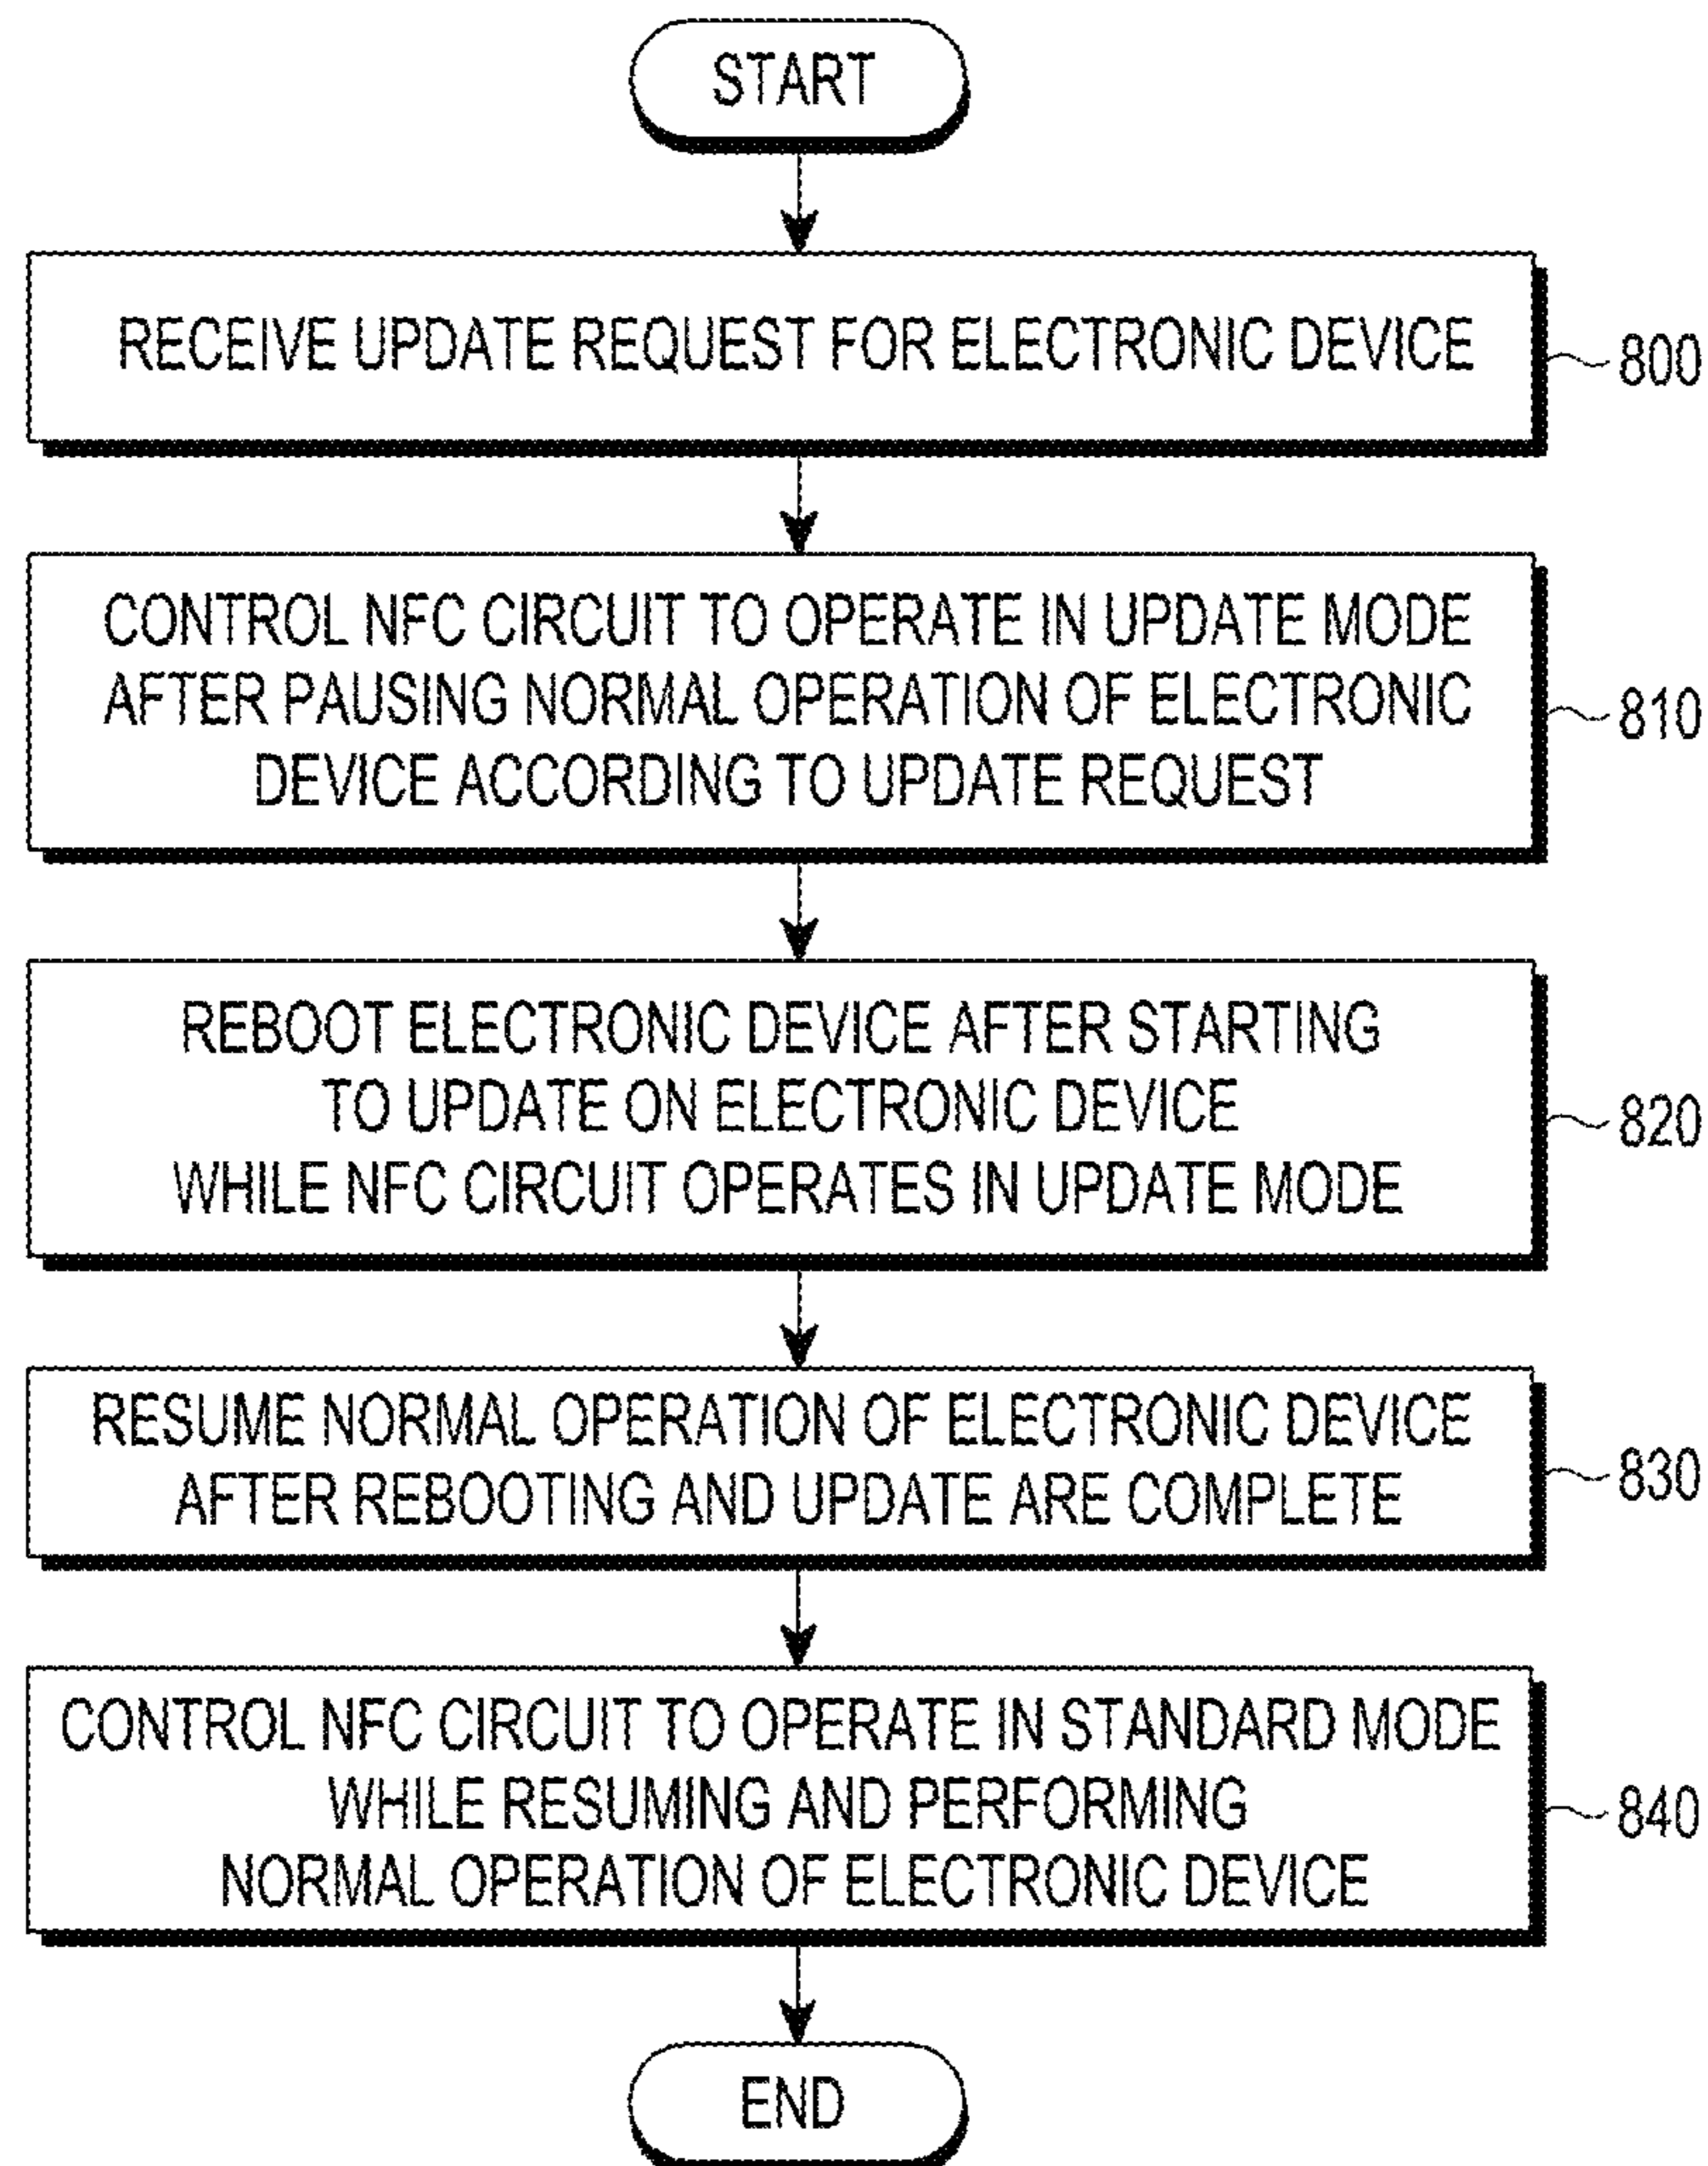 START
RECEIVE UPDATE REQUEST FOR ELECTRONIC DEVICE
800
CONTROL NFC CIRCUIT TO OPERATE IN UPDATE MODE
AFTER PAUSING NORMAL OPERATION OF ELECTRONIC
DEVICE ACCORDING TO UPDATE REQUEST
810
REBOOT ELECTRONIC DEVICE AFTER STARTING
TO UPDATE ON ELECTRONIC DEVICE
WHILE NFC CIRCUIT OPERATES IN UPDATE MODE
820
RESUME NORMAL OPERATION OF ELECTRONIC DEVICE
AFTER REBOOTING AND UPDATE ARE COMPLETE
830
CONTROL NFC CIRCUIT TO OPERATE IN STANDARD MODE
WHILE RESUMING AND PERFORMING
NORMAL OPERATION OF ELECTRONIC DEVICE
840
END